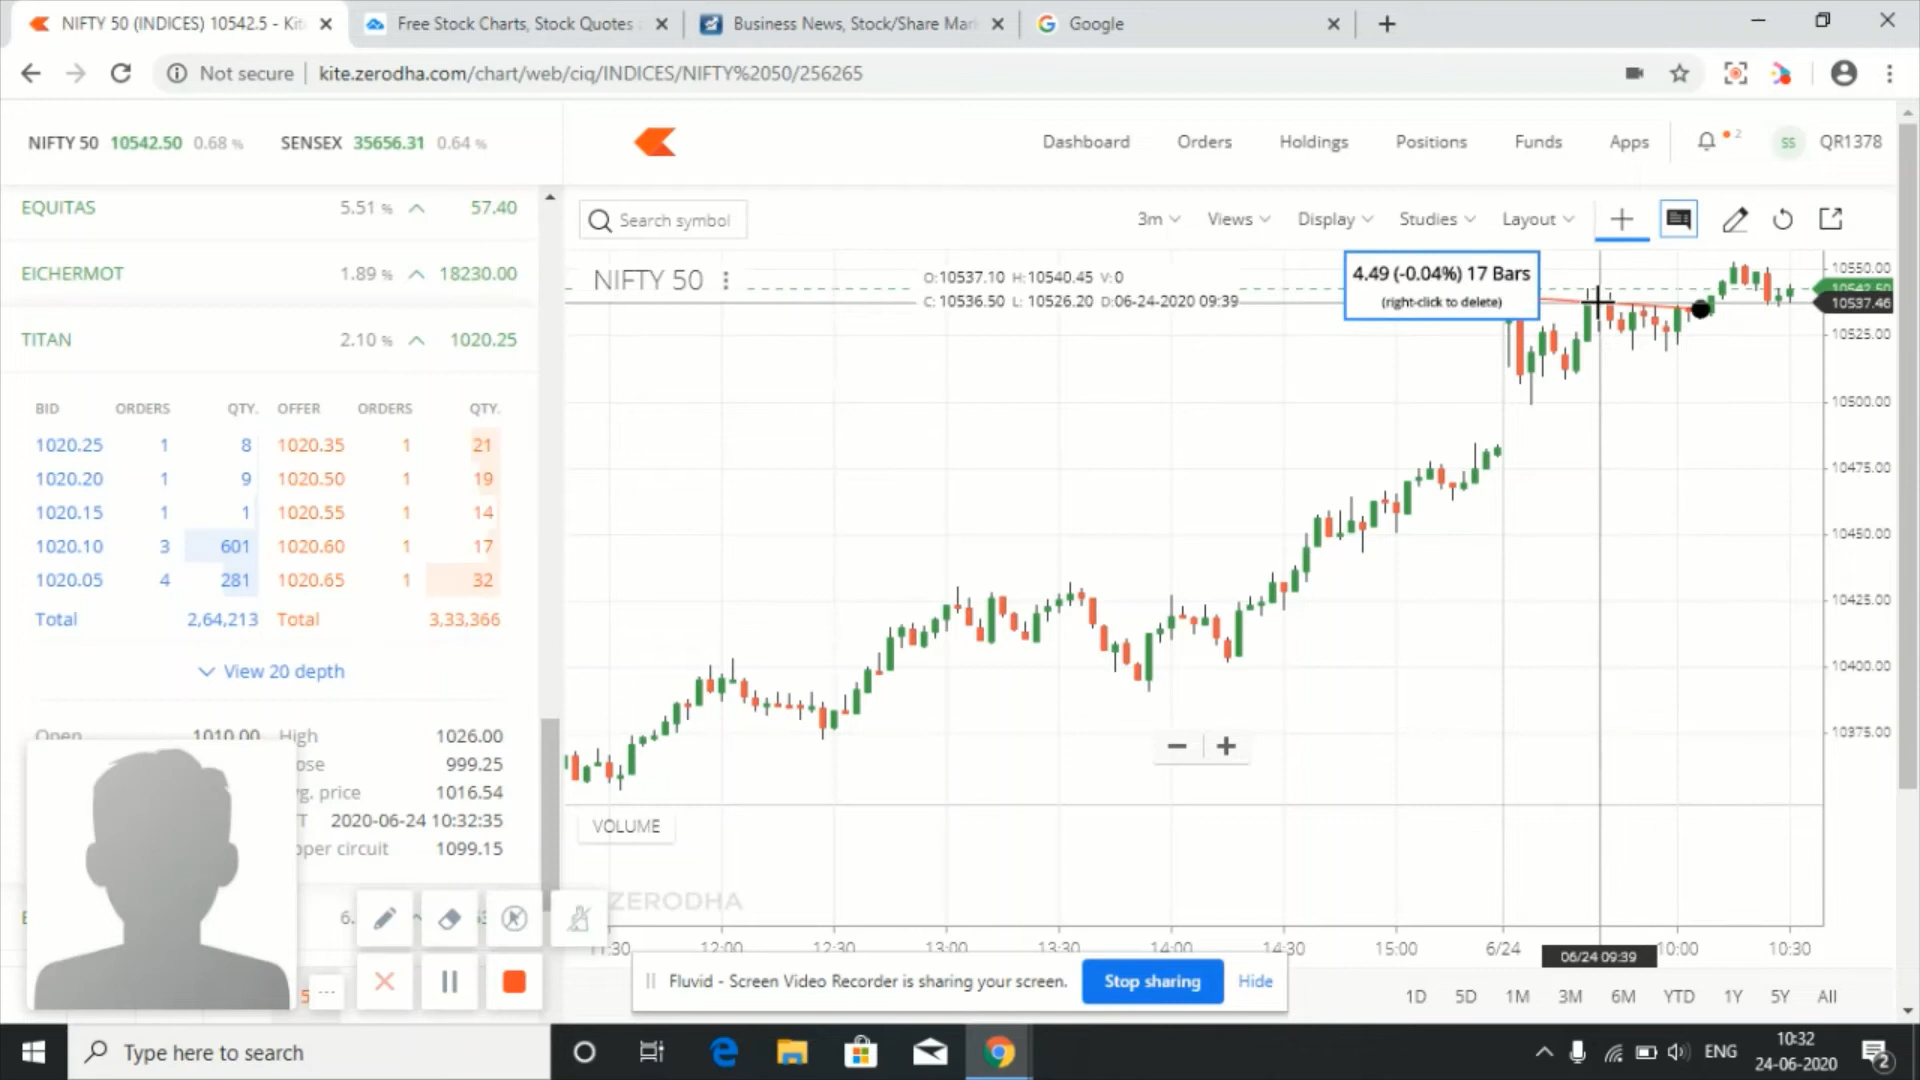 NIFTY 50 (INDICES) 10542.5 - Kit
Free Stock Charts, Stock Quotes
Business News, Stock/Share Mar
Google
Not secure
kite.zerodha.com/chart/web/ciq/INDICES/NIFTY%2050/256265
NIFTY 50 10542.50 0.68 %
SENSEX 35656.31 0.64 %
Dashboard
Orders
Holdings
Positions
Funds
Apps
2
SS
QR1378
EQUITAS 5.51 % 57.40
EICHERMOT 1.89 % 18230.00
TITAN 2.10 % 1020.25
BID ORDERS QTY. OFFER ORDERS QTY.
1020.25 1 8 1020.35 1 21
1020.20 1 9 1020.50 1 19
1020.15 1 1 1020.55 1 14
1020.10 3 601 1020.60 1 17
1020.05 4 281 1020.65 1 32
Total 2,64,213 Total 3,33,366
View 20 depth
Open 1010.00 High 1026.00
ose 999.25
g. price 1016.54
T 2020-06-24 10:32:35
per circuit 1099.15
6.
5
Search symbol
3m
Views
Display
Studies
Layout
NIFTY 50
O:10537.10 H:10540.45 V:0
C:10536.50 L:10526.20 D:06-24-2020 09:39
4.49 (-0.04%) 17 Bars
(right-click to delete)
10550.00
10542.50
10537.46
10525.00
10500.00
10475.00
10450.00
10425.00
10400.00
10375.00
VOLUME
ZERODHA
:30
12:00
12:30
13:00
13:30
14:00
14:30
15:00
6/24
06/24 09:39
10:00
10:30
Fluvid - Screen Video Recorder is sharing your screen.
Stop sharing
Hide
1D 5D 1M 3M 6M YTD 1Y 5Y All
Type here to search
ENG
10:32
24-06-2020
2